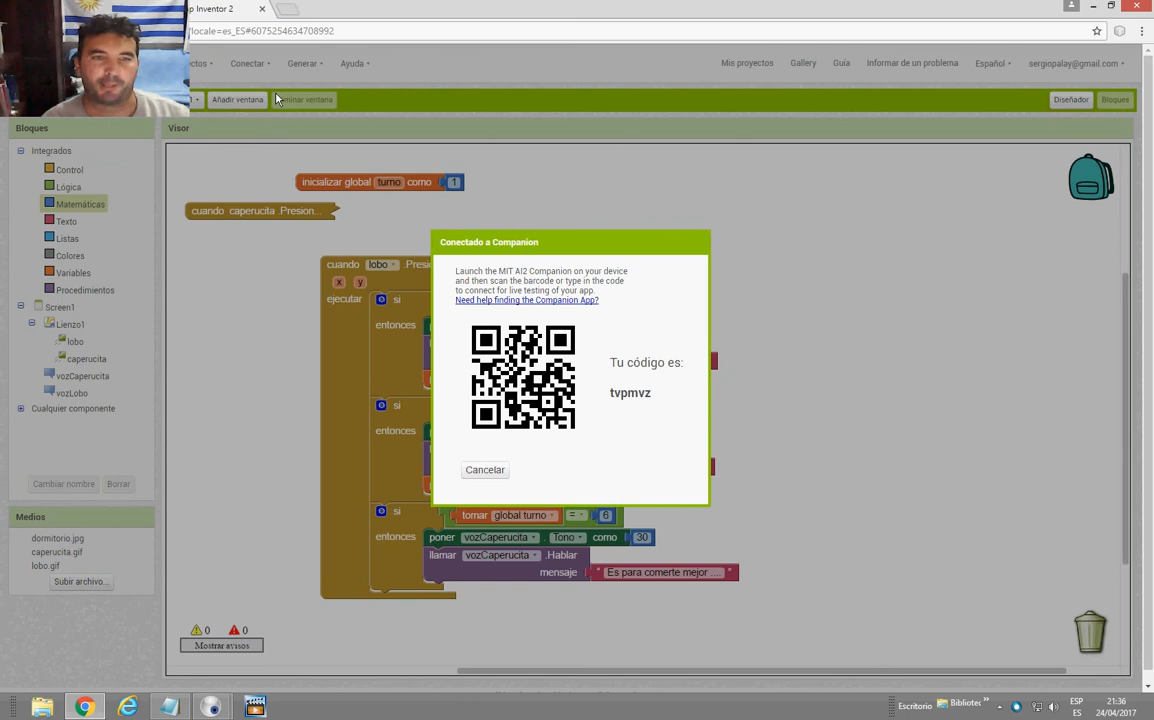 p Inventor 2
/locale=es_ES#6075254634708992
ectos Conectar Generar Ayuda Mis proyectos Gallery Guía Informar de un problema Español sergiopalay@gmail.com
1 Añadir ventana Eliminar ventana Diseñador Bloques
Bloques
Visor
Integrados
Control
Lógica
Matemáticas
Texto
Listas
Colores
Variables
Procedimientos
Screen1
Lienzo1
lobo
caperucita
vozCaperucita
vozLobo
Cualquier componente
Cambiar nombre Borrar
Medios
dormitorio.jpg
caperucita.gif
lobo.gif
Subir archivo...
inicializar global turno como 1
cuando caperucita .Presion...
cuando lobo .Presi
x y
ejecutar si
entonces
si
entonces
si tomar global turno = 6
entonces poner vozCaperucita . Tono como 30
llamar vozCaperucita .Hablar
mensaje " Es para comerte mejor .... "
Conectado a Companion
Launch the MIT AI2 Companion on your device
and then scan the barcode or type in the code
to connect for live testing of your app.
Need help finding the Companion App?
Tu código es:
tvpmvz
Cancelar
0 0
Mostrar avisos
Escritorio Bibliotec ESP
ES
21:36
24/04/2017